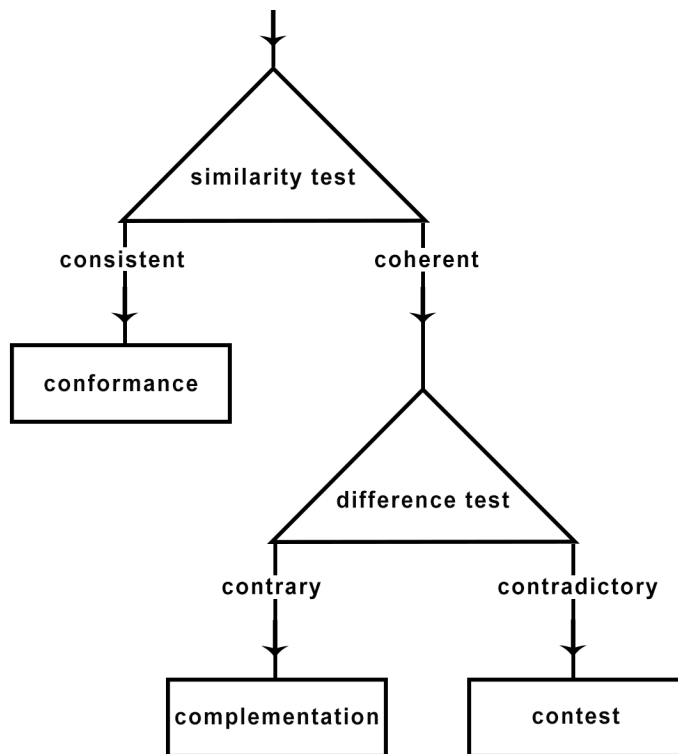 similarity test
consistent
coherent
conformance
difference test
contrary
contradictory
complementation
contest